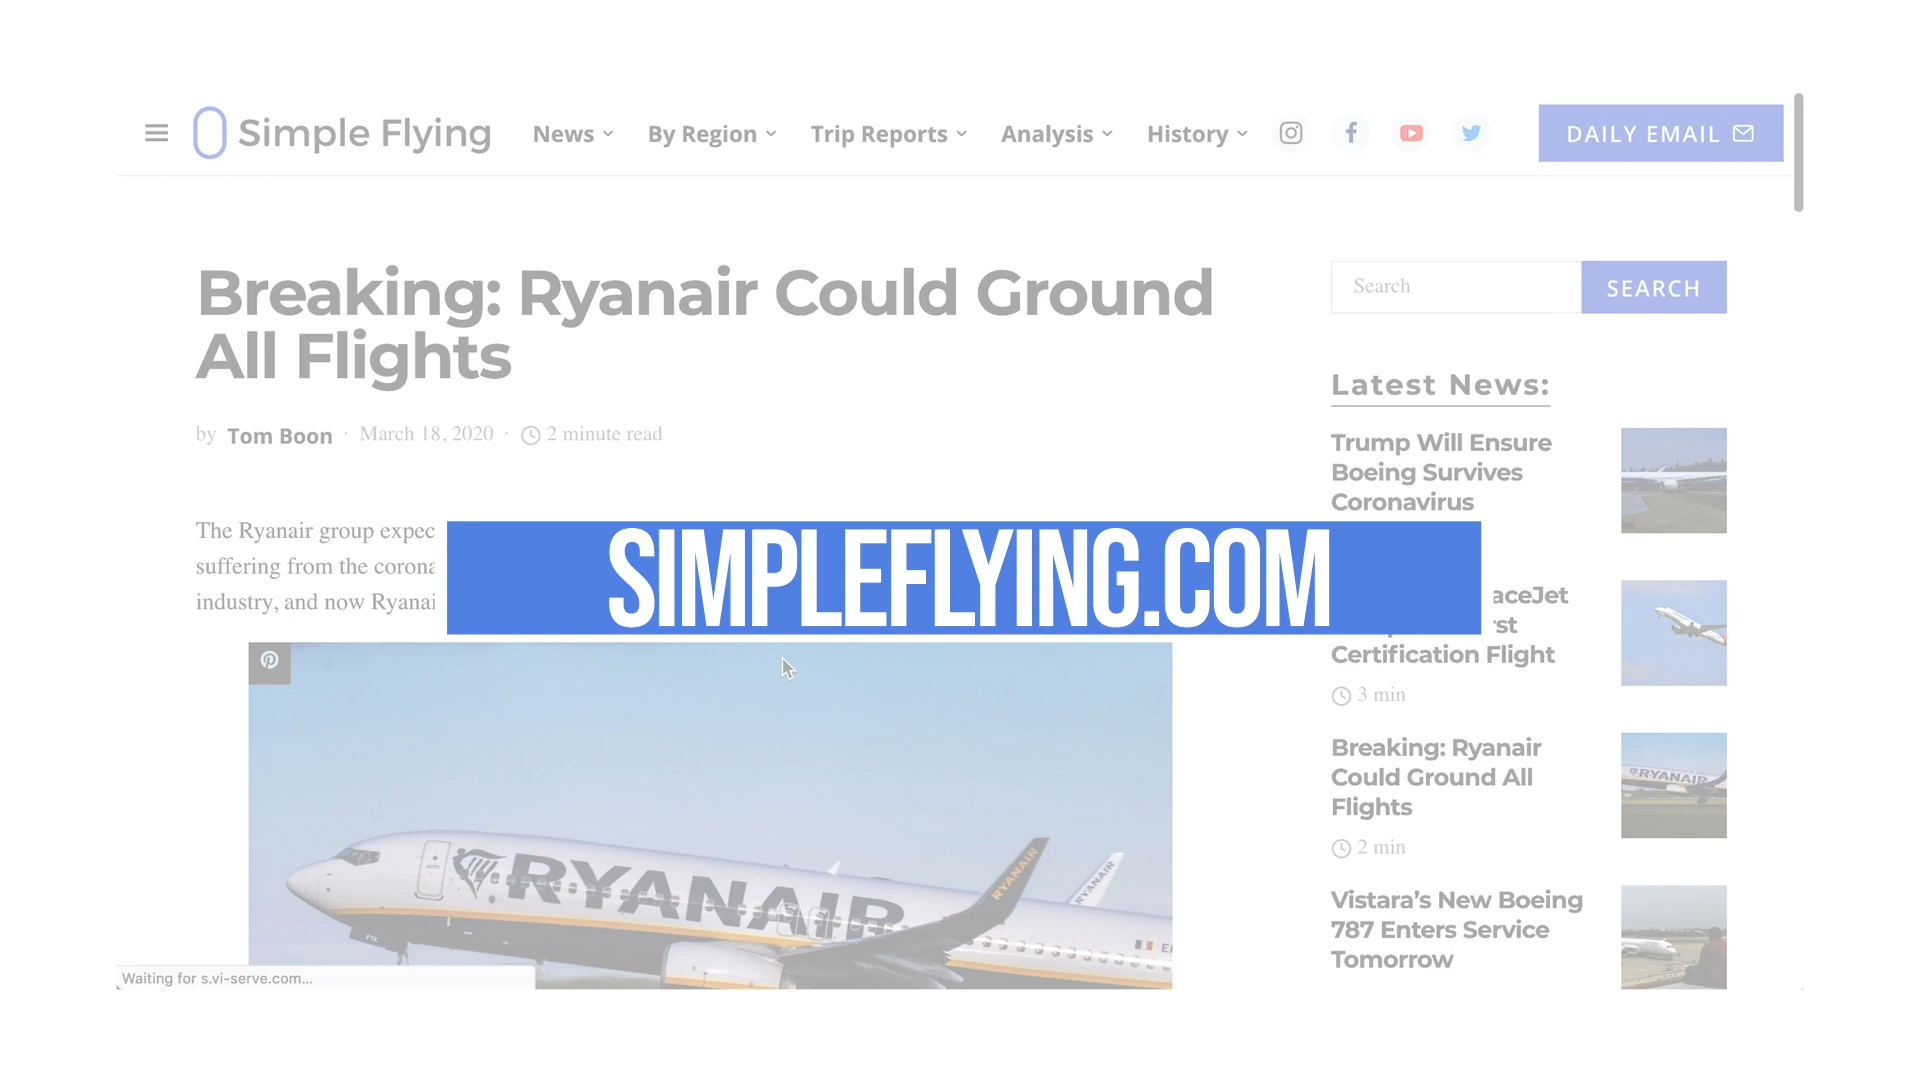 Simple Flying
News
By Region
Trip Reports
Analysis
History
DAILY EMAIL
Breaking: Ryanair Could Ground
All Flights
by Tom Boon · March 18, 2020 · 2 minute read
The Ryanair group expec
suffering from the corona
industry, and now Ryanai
SIMPLEFLYING.COM
RYANAIR
RYANAIR
RYANAIR
Waiting for s.vi-serve.com...
Search
SEARCH
Latest News:
Trump Will Ensure
Boeing Survives
Coronavirus
aceJet
rst
Certification Flight
3 min
Breaking: Ryanair
Could Ground All
Flights
2 min
RYANAIR
Vistara’s New Boeing
787 Enters Service
Tomorrow